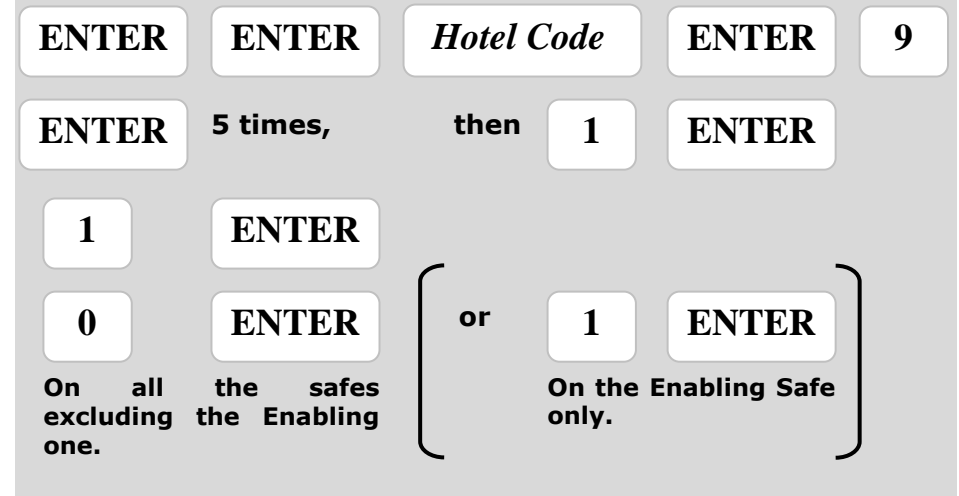 ENTER ENTER Hotel Code ENTER 9
ENTER 5 times, then 1 ENTER
1 ENTER
0 ENTER or 1 ENTER
On all the safes
excluding the Enabling
one.
On the Enabling Safe
only.